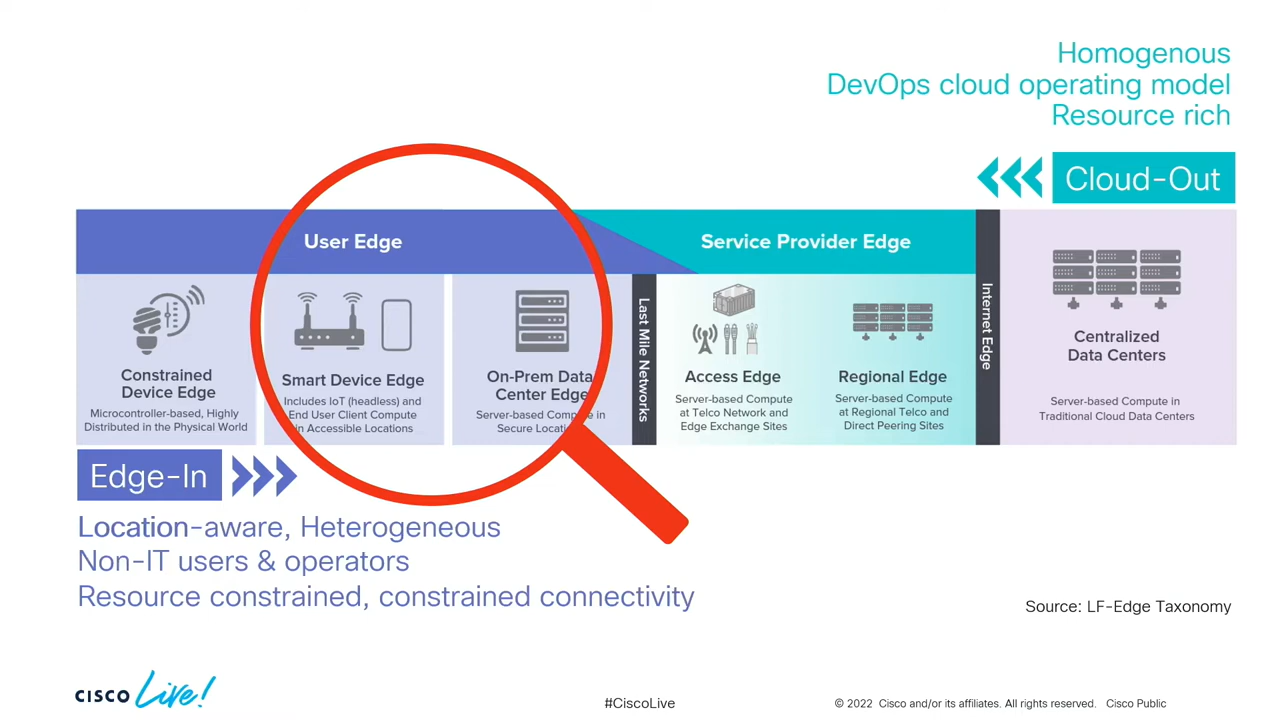 Homogenous
DevOps cloud operating model
Resource rich
Cloud-Out
User Edge
Service Provider Edge
Constrained
Device Edge
Microcontroller-based, Highly
Distributed in the Physical World
Smart Device Edge
Includes IoT (headless) and
End User Client Compute
in Accessible Locations
On-Prem Data
Center Edge
Server-based Compute in
Secure Locations
Last Mile Networks
Access Edge
Server-based Compute
at Telco Network and
Edge Exchange Sites
Regional Edge
Server-based Compute
at Regional Telco and
Direct Peering Sites
Internet Edge
Centralized
Data Centers
Server-based Compute in
Traditional Cloud Data Centers
Edge-In
Location-aware, Heterogeneous
Non-IT users & operators
Resource constrained, constrained connectivity
Source: LF-Edge Taxonomy
CISCO Live!
#CiscoLive
© 2022 Cisco and/or its affiliates. All rights reserved. Cisco Public